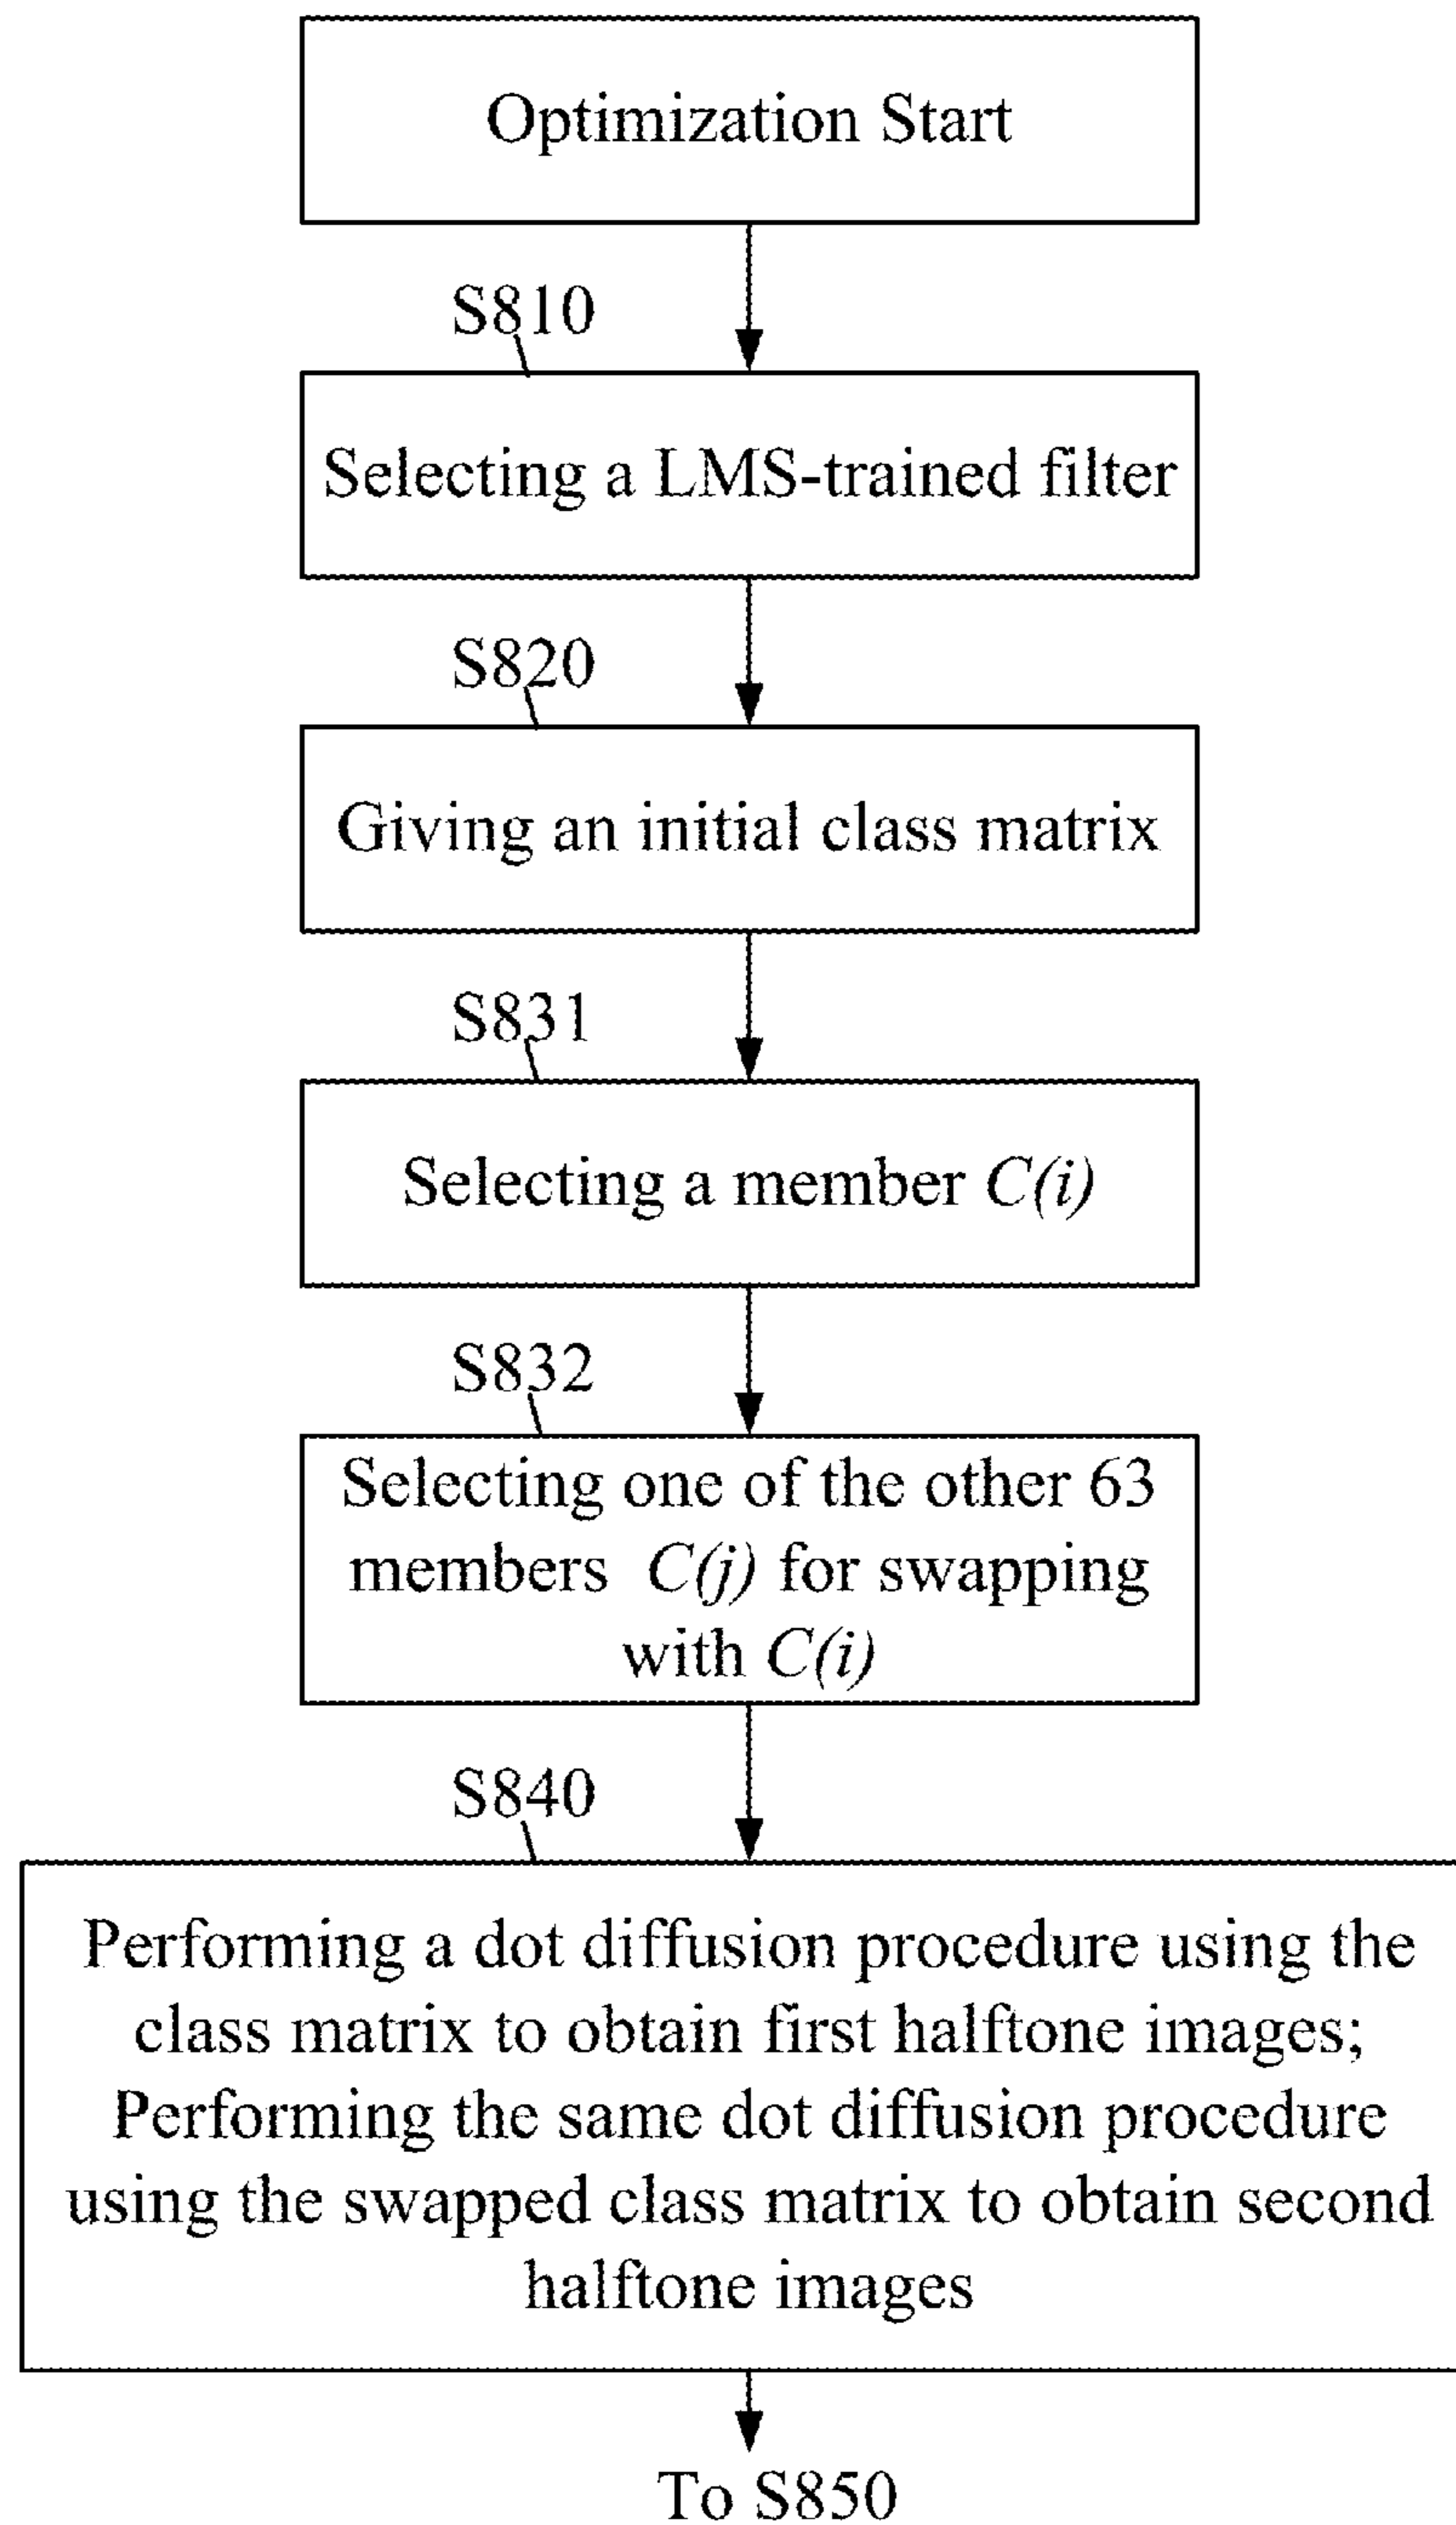 Optimization Start
S810
Selecting a LMS-trained filter
S820
Giving an initial class matrix
S831
Selecting a member C(i)
S832
Selecting one of the other 63
members C(j) for swapping
with C(i)
S840
Performing a dot diffusion procedure using the
class matrix to obtain first halftone images;
Performing the same dot diffusion procedure
using the swapped class matrix to obtain second
halftone images
To S850